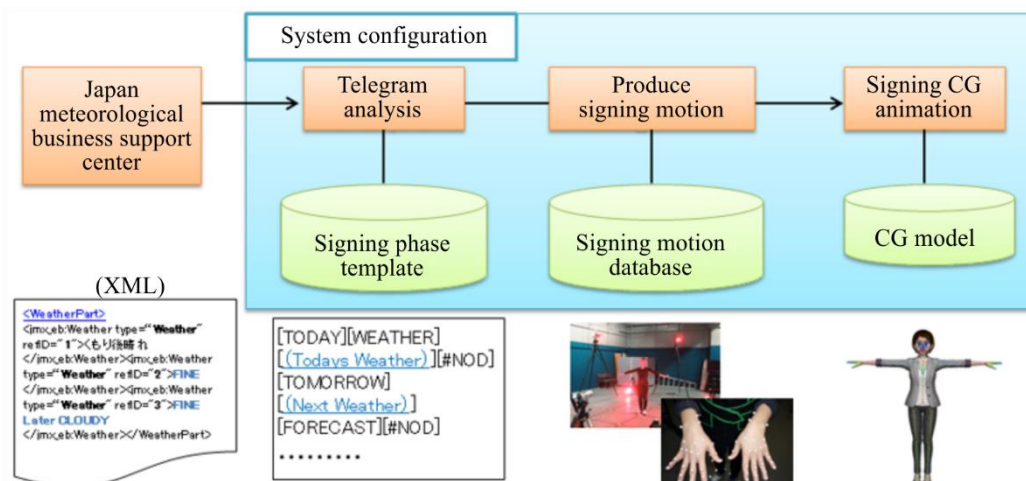 System configuration
Japan
meteorological
business support
center
Telegram
analysis
Produce
signing motion
Signing CG
animation
Signing phase
template
Signing motion
database
CG model
(XML)
<WeatherPart>
<jmx_eb:Weather type="Weather"
refID="1">くもり後晴れ
</jmx_eb:Weather><jmx_eb:Weather
type="Weather" refID="2">FINE
</jmx_eb:Weather><jmx_eb:Weather
type="Weather" refID="3">FINE
Later CLOUDY
</jmx_eb:Weather></WeatherPart>
[TODAY][WEATHER]
[(Todays Weather)][#NOD]
[TOMORROW]
[(Next Weather)]
[FORECAST][#NOD]
•••••••••